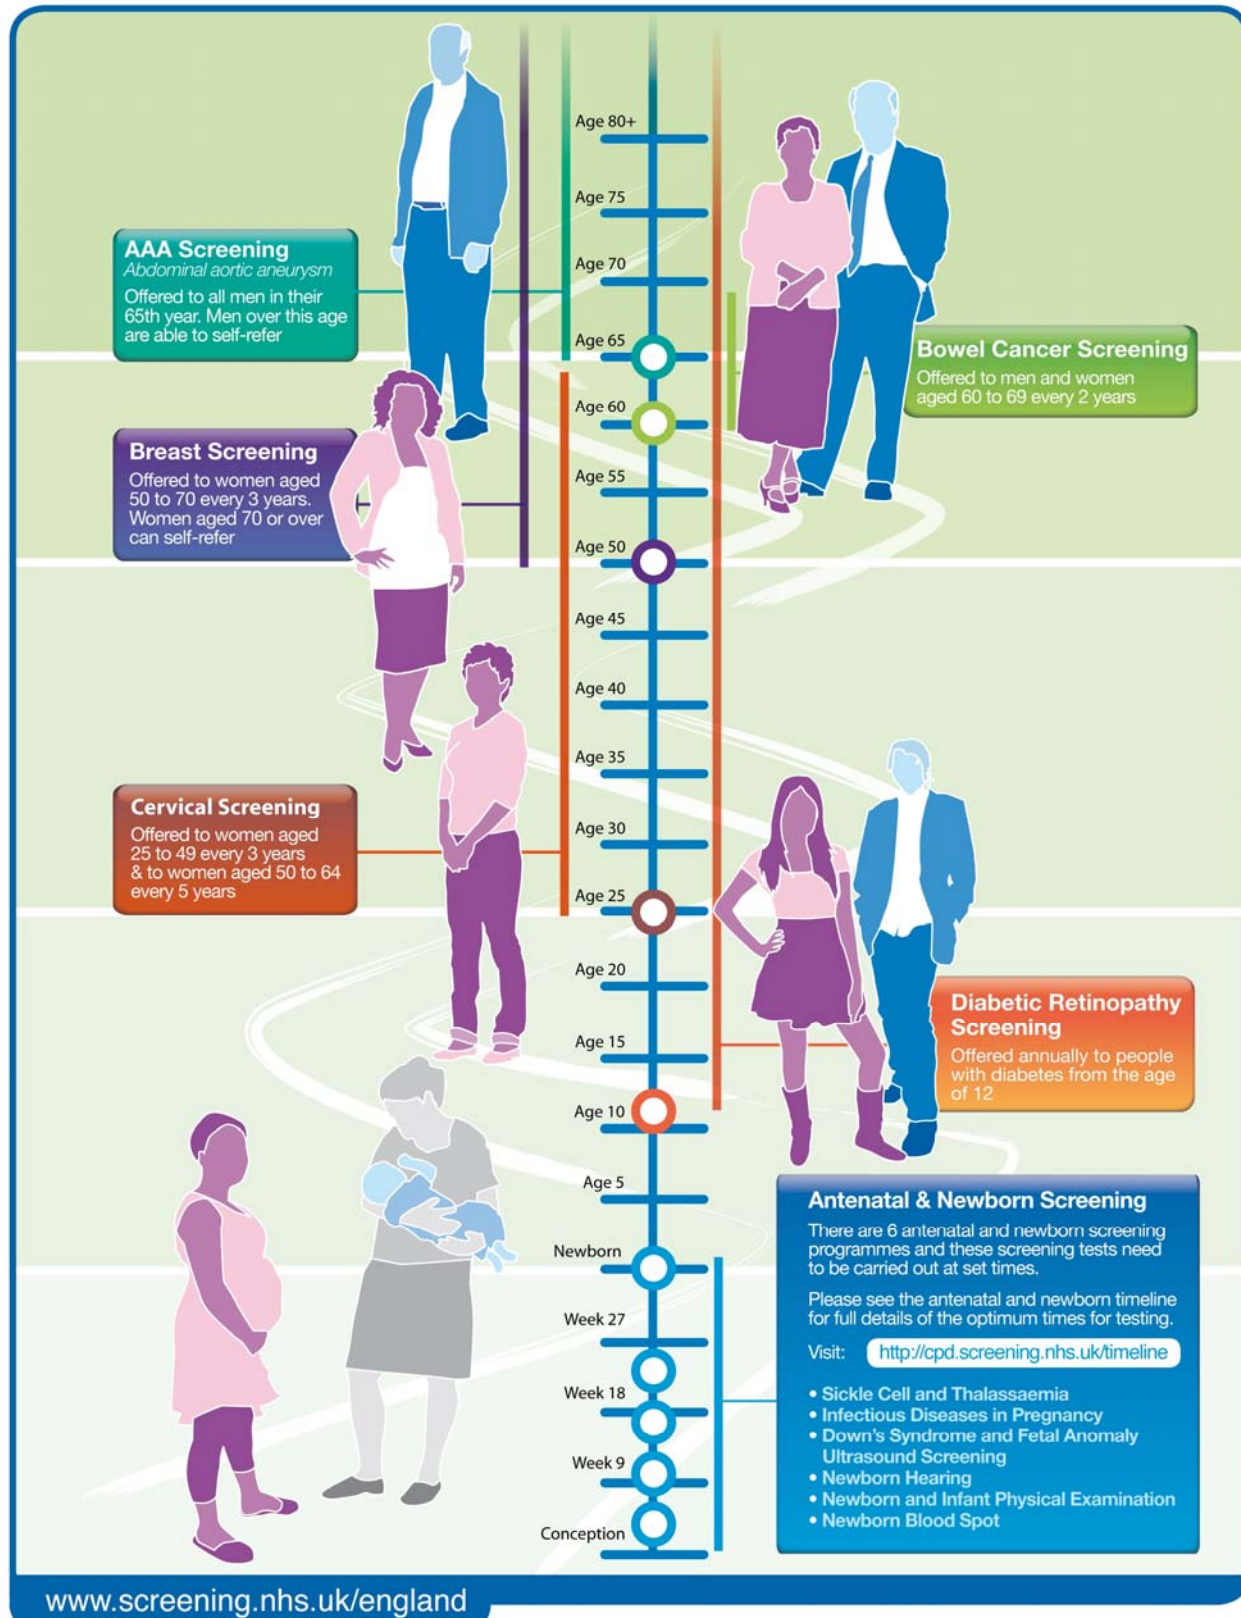 Age 80+
Age 75
Age 70
Age 65
Age 60
Age 55
Age 50
Age 45
Age 40
Age 35
Age 30
Age 25
Age 20
Age 15
Age 10
Age 5
Newborn
Week 27
Week 18
Week 9
Conception
AAA Screening
Abdominal aortic aneurysm
Offered to all men in their
65th year. Men over this age
are able to self-refer
Bowel Cancer Screening
Offered to men and women
aged 60 to 69 every 2 years
Breast Screening
Offered to women aged
50 to 70 every 3 years.
Women aged 70 or over
can self-refer
Cervical Screening
Offered to women aged
25 to 49 every 3 years
& to women aged 50 to 64
every 5 years
Diabetic Retinopathy
Screening
Offered annually to people
with diabetes from the age
of 12
Antenatal & Newborn Screening
There are 6 antenatal and newborn screening
programmes and these screening tests need
to be carried out at set times.
Please see the antenatal and newborn timeline
for full details of the optimum times for testing.
Visit: http://cpd.screening.nhs.uk/timeline
• Sickle Cell and Thalassaemia
• Infectious Diseases in Pregnancy
• Down's Syndrome and Fetal Anomaly
Ultrasound Screening
• Newborn Hearing
• Newborn and Infant Physical Examination
• Newborn Blood Spot
www.screening.nhs.uk/england